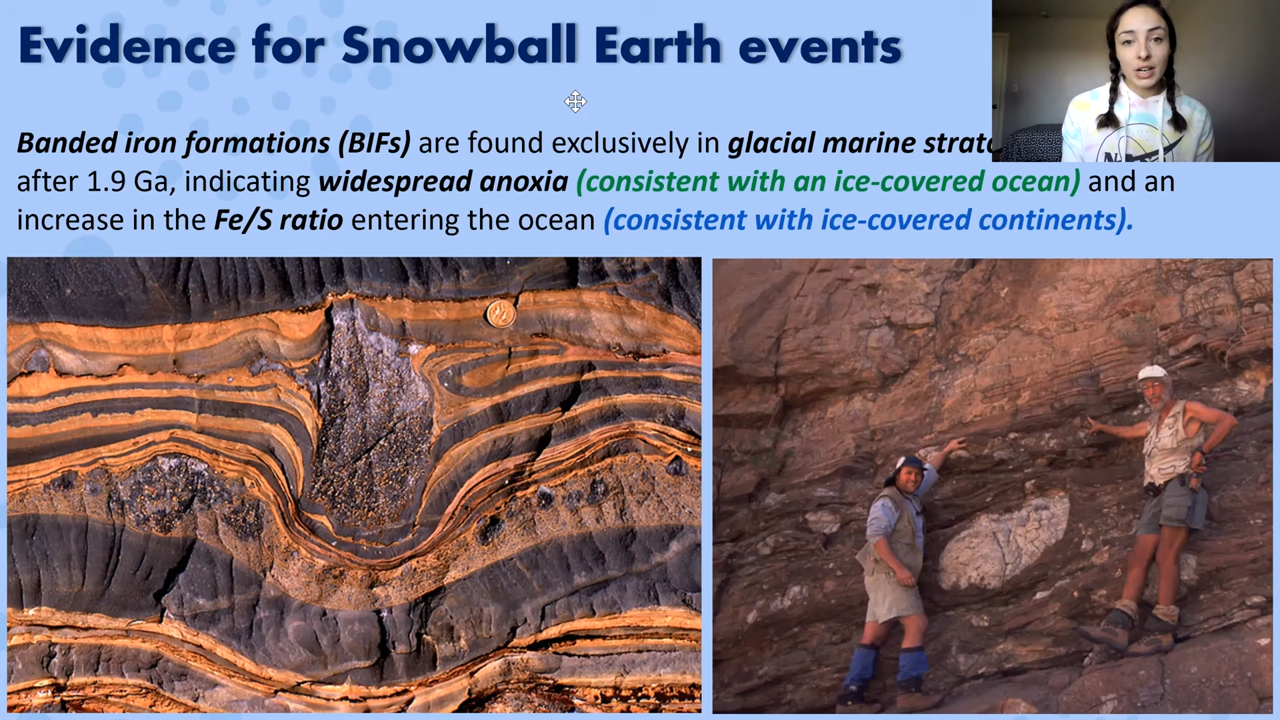 Evidence for Snowball Earth events
Banded iron formations (BIFs) are found exclusively in glacial marine
after 1.9 Ga, indicating widespread anoxia (consistent with an ice-covered ocean) and an
increase in the Fe/S ratio entering the ocean (consistent with ice-covered continents).